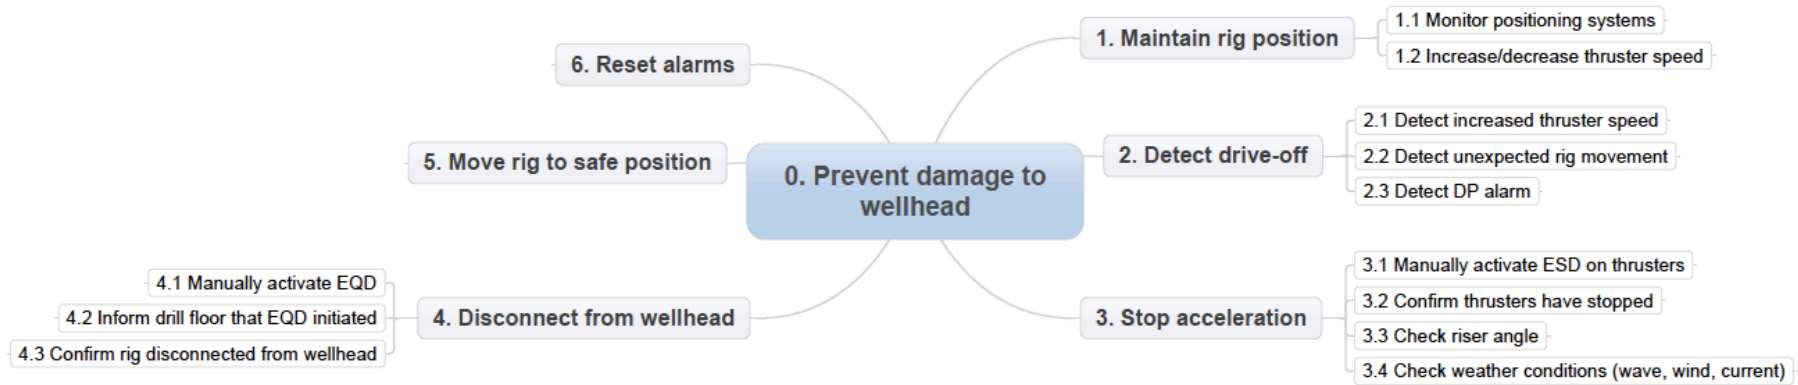 0. Prevent damage to
wellhead
1. Maintain rig position
1.1 Monitor positioning systems
1.2 Increase/decrease thruster speed
2. Detect drive-off
2.1 Detect increased thruster speed
2.2 Detect unexpected rig movement
2.3 Detect DP alarm
3. Stop acceleration
3.1 Manually activate ESD on thrusters
3.2 Confirm thrusters have stopped
3.3 Check riser angle
3.4 Check weather conditions (wave, wind, current)
4. Disconnect from wellhead
4.1 Manually activate EQD
4.2 Inform drill floor that EQD initiated
4.3 Confirm rig disconnected from wellhead
5. Move rig to safe position
6. Reset alarms